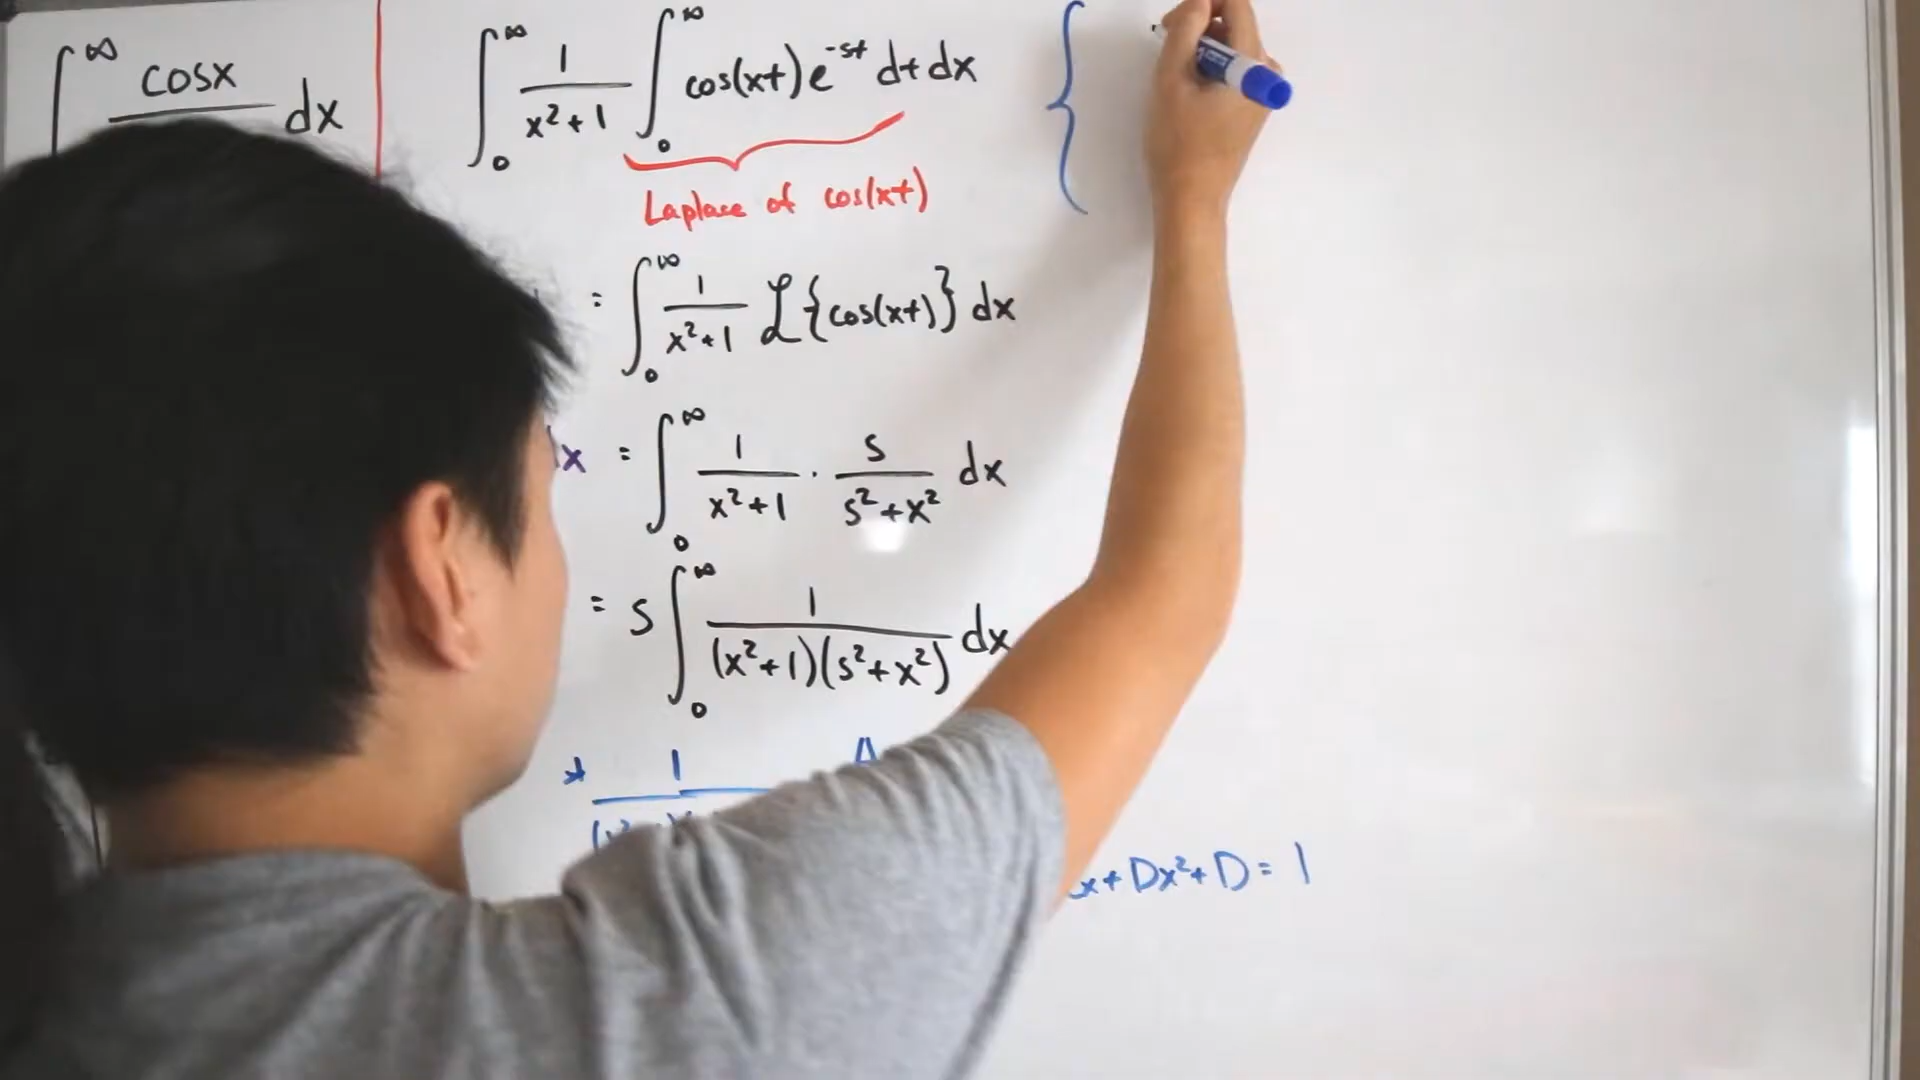 ∫₀^∞ cosx / dx
∫₀^∞ 1/(x²+1) ∫₀^∞ cos(xt) e^(-st) dt dx {
Laplace of cos(xt)
= ∫₀^∞ 1/(x²+1) ℒ{cos(xt)} dx
x = ∫₀^∞ 1/(x²+1) · s/(s²+x²) dx
= s ∫₀^∞ 1/((x²+1)(s²+x²)) dx
* 1 A
x+Dx²+D = 1